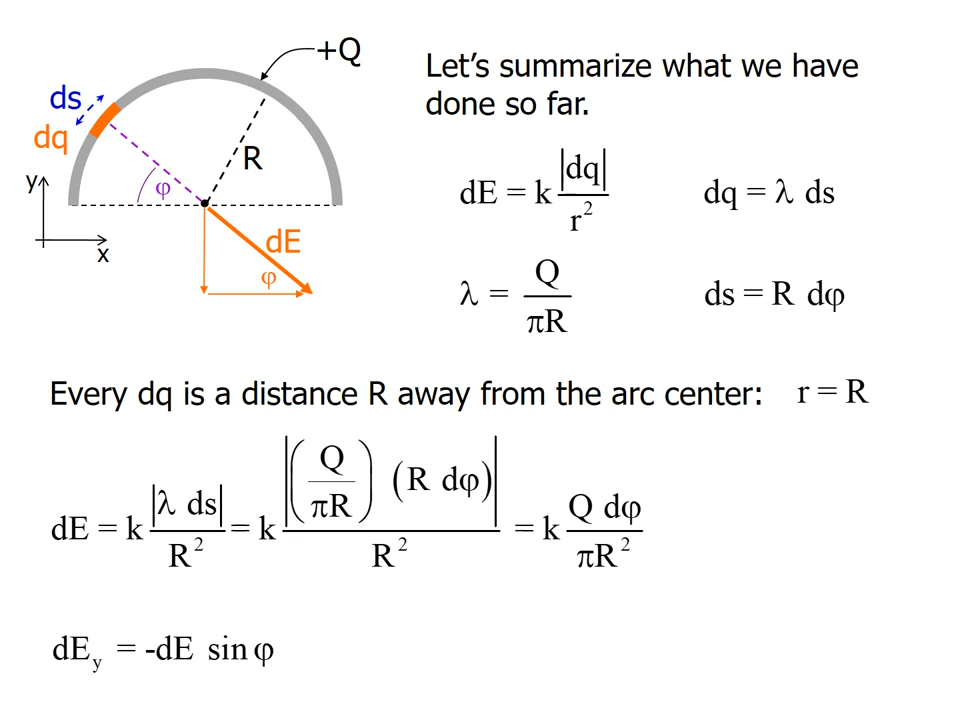 +Q
ds
dq
R
y
φ
x
dE
φ
Let's summarize what we have
done so far.
dE = k |dq| / r²
dq = λ ds
λ = Q / πR
ds = R dφ
Every dq is a distance R away from the arc center: r = R
dE = k |λ ds| / R² = k |(Q / πR) (R dφ)| / R² = k Q dφ / πR²
dE_y = -dE sin φ